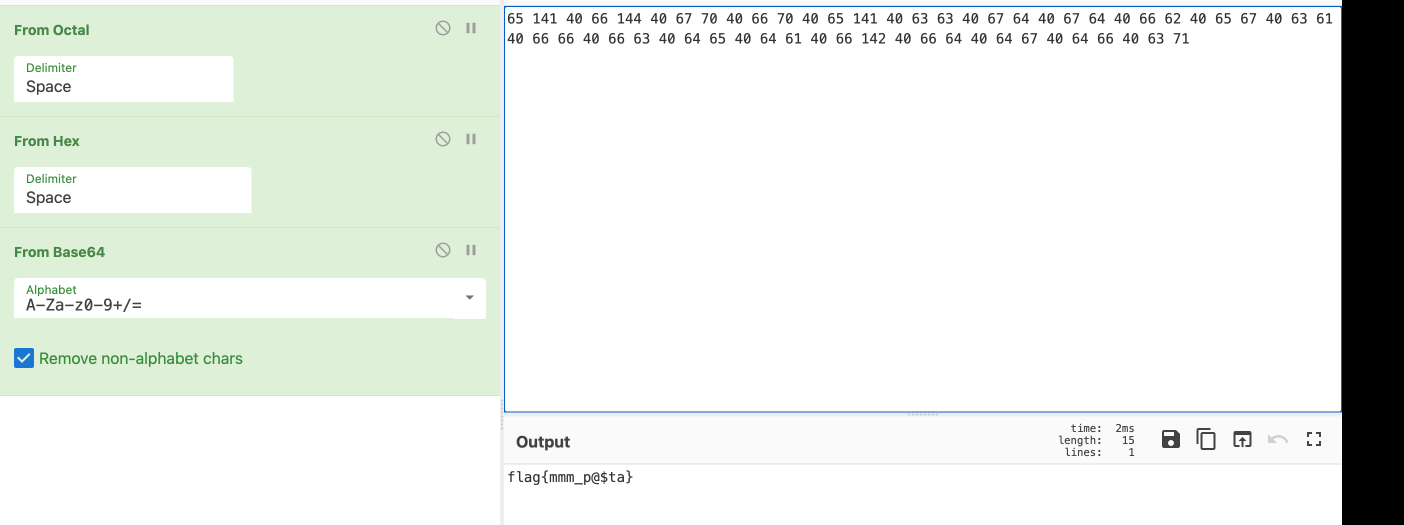 From Octal
Delimiter
Space
From Hex
Delimiter
Space
From Base64
Alphabet
A-Za-z0-9+/=
Remove non-alphabet chars
65 141 40 66 144 40 67 70 40 66 70 40 65 141 40 63 63 40 67 64 40 67 64 40 66 62 40 65 67 40 63 61
40 66 66 40 66 63 40 64 65 40 64 61 40 66 142 40 66 64 40 64 67 40 64 66 40 63 71
Output
time: 2ms
length: 15
lines: 1
flag{mmm_p@$ta}